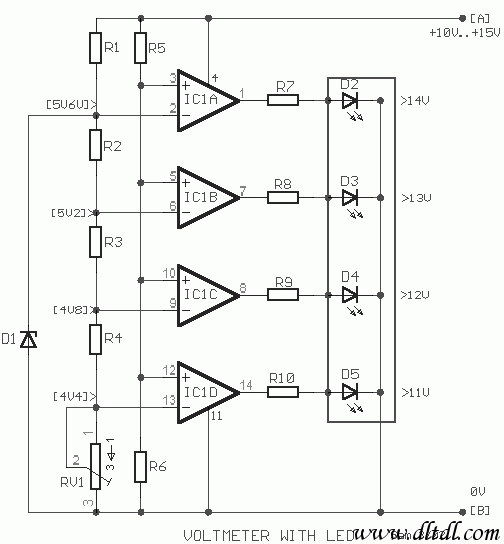 [A]
+10V..+15V
R1
R5
3
4
IC1A
1
R7
D2
>14V
[5V6V>
2
R2
5
IC1B
7
R8
D3
>13V
[5V2]>
6
R3
10
IC1C
8
R9
D4
>12V
[4V8]>
9
D1
R4
12
IC1D
14
R10
D5
>11V
[4V4]>
13
11
1
2
3
1
RV1
3
R6
0V
[B]
VOLTMETER WITH LED
www.dltdl.com